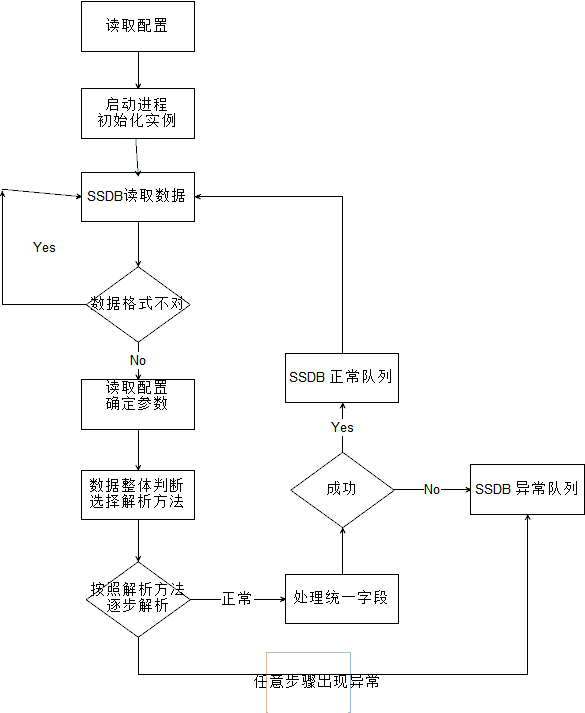 读取配置
启动进程
初始化实例
SSDB读取数据
Yes
数据格式不对
No
读取配置
确定参数
数据整体判断
选择解析方法
按照解析方法
逐步解析
正常
处理统一字段
成功
Yes
SSDB 正常队列
No
SSDB 异常队列
任意步骤出现异常